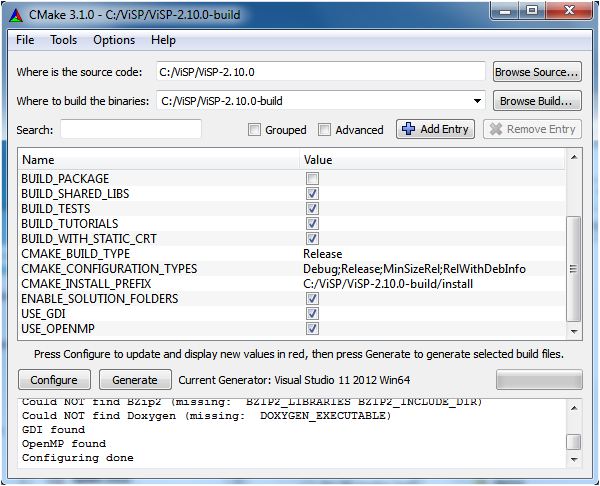 CMake 3.1.0 - C:/ViSP/ViSP-2.10.0-build
File Tools Options Help
Where is the source code: C:/ViSP/ViSP-2.10.0 Browse Source...
Where to build the binaries: C:/ViSP/ViSP-2.10.0-build Browse Build...
Search: Grouped Advanced Add Entry Remove Entry
Name Value
BUILD_PACKAGE
BUILD_SHARED_LIBS
BUILD_TESTS
BUILD_TUTORIALS
BUILD_WITH_STATIC_CRT
CMAKE_BUILD_TYPE Release
CMAKE_CONFIGURATION_TYPES Debug;Release;MinSizeRel;RelWithDebInfo
CMAKE_INSTALL_PREFIX C:/ViSP/ViSP-2.10.0-build/install
ENABLE_SOLUTION_FOLDERS
USE_GDI
USE_OPENMP
Press Configure to update and display new values in red, then press Generate to generate selected build files.
Configure Generate Current Generator: Visual Studio 11 2012 Win64
Could NOT find BZip2 (missing: BZIP2_LIBRARIES BZIP2_INCLUDE_DIR)
Could NOT find Doxygen (missing: DOXYGEN_EXECUTABLE)
GDI found
OpenMP found
Configuring done